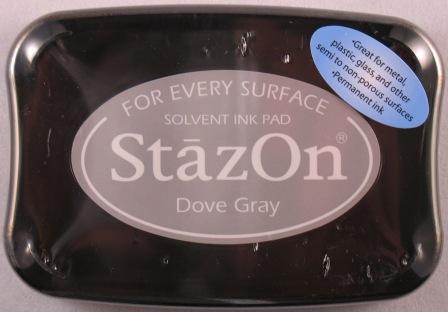 •Great for metal,
plastic, glass, and other
semi to non-porous surfaces
•Permanent ink
FOR EVERY SURFACE
SOLVENT INK PAD
StāzOn®
Dove Gray